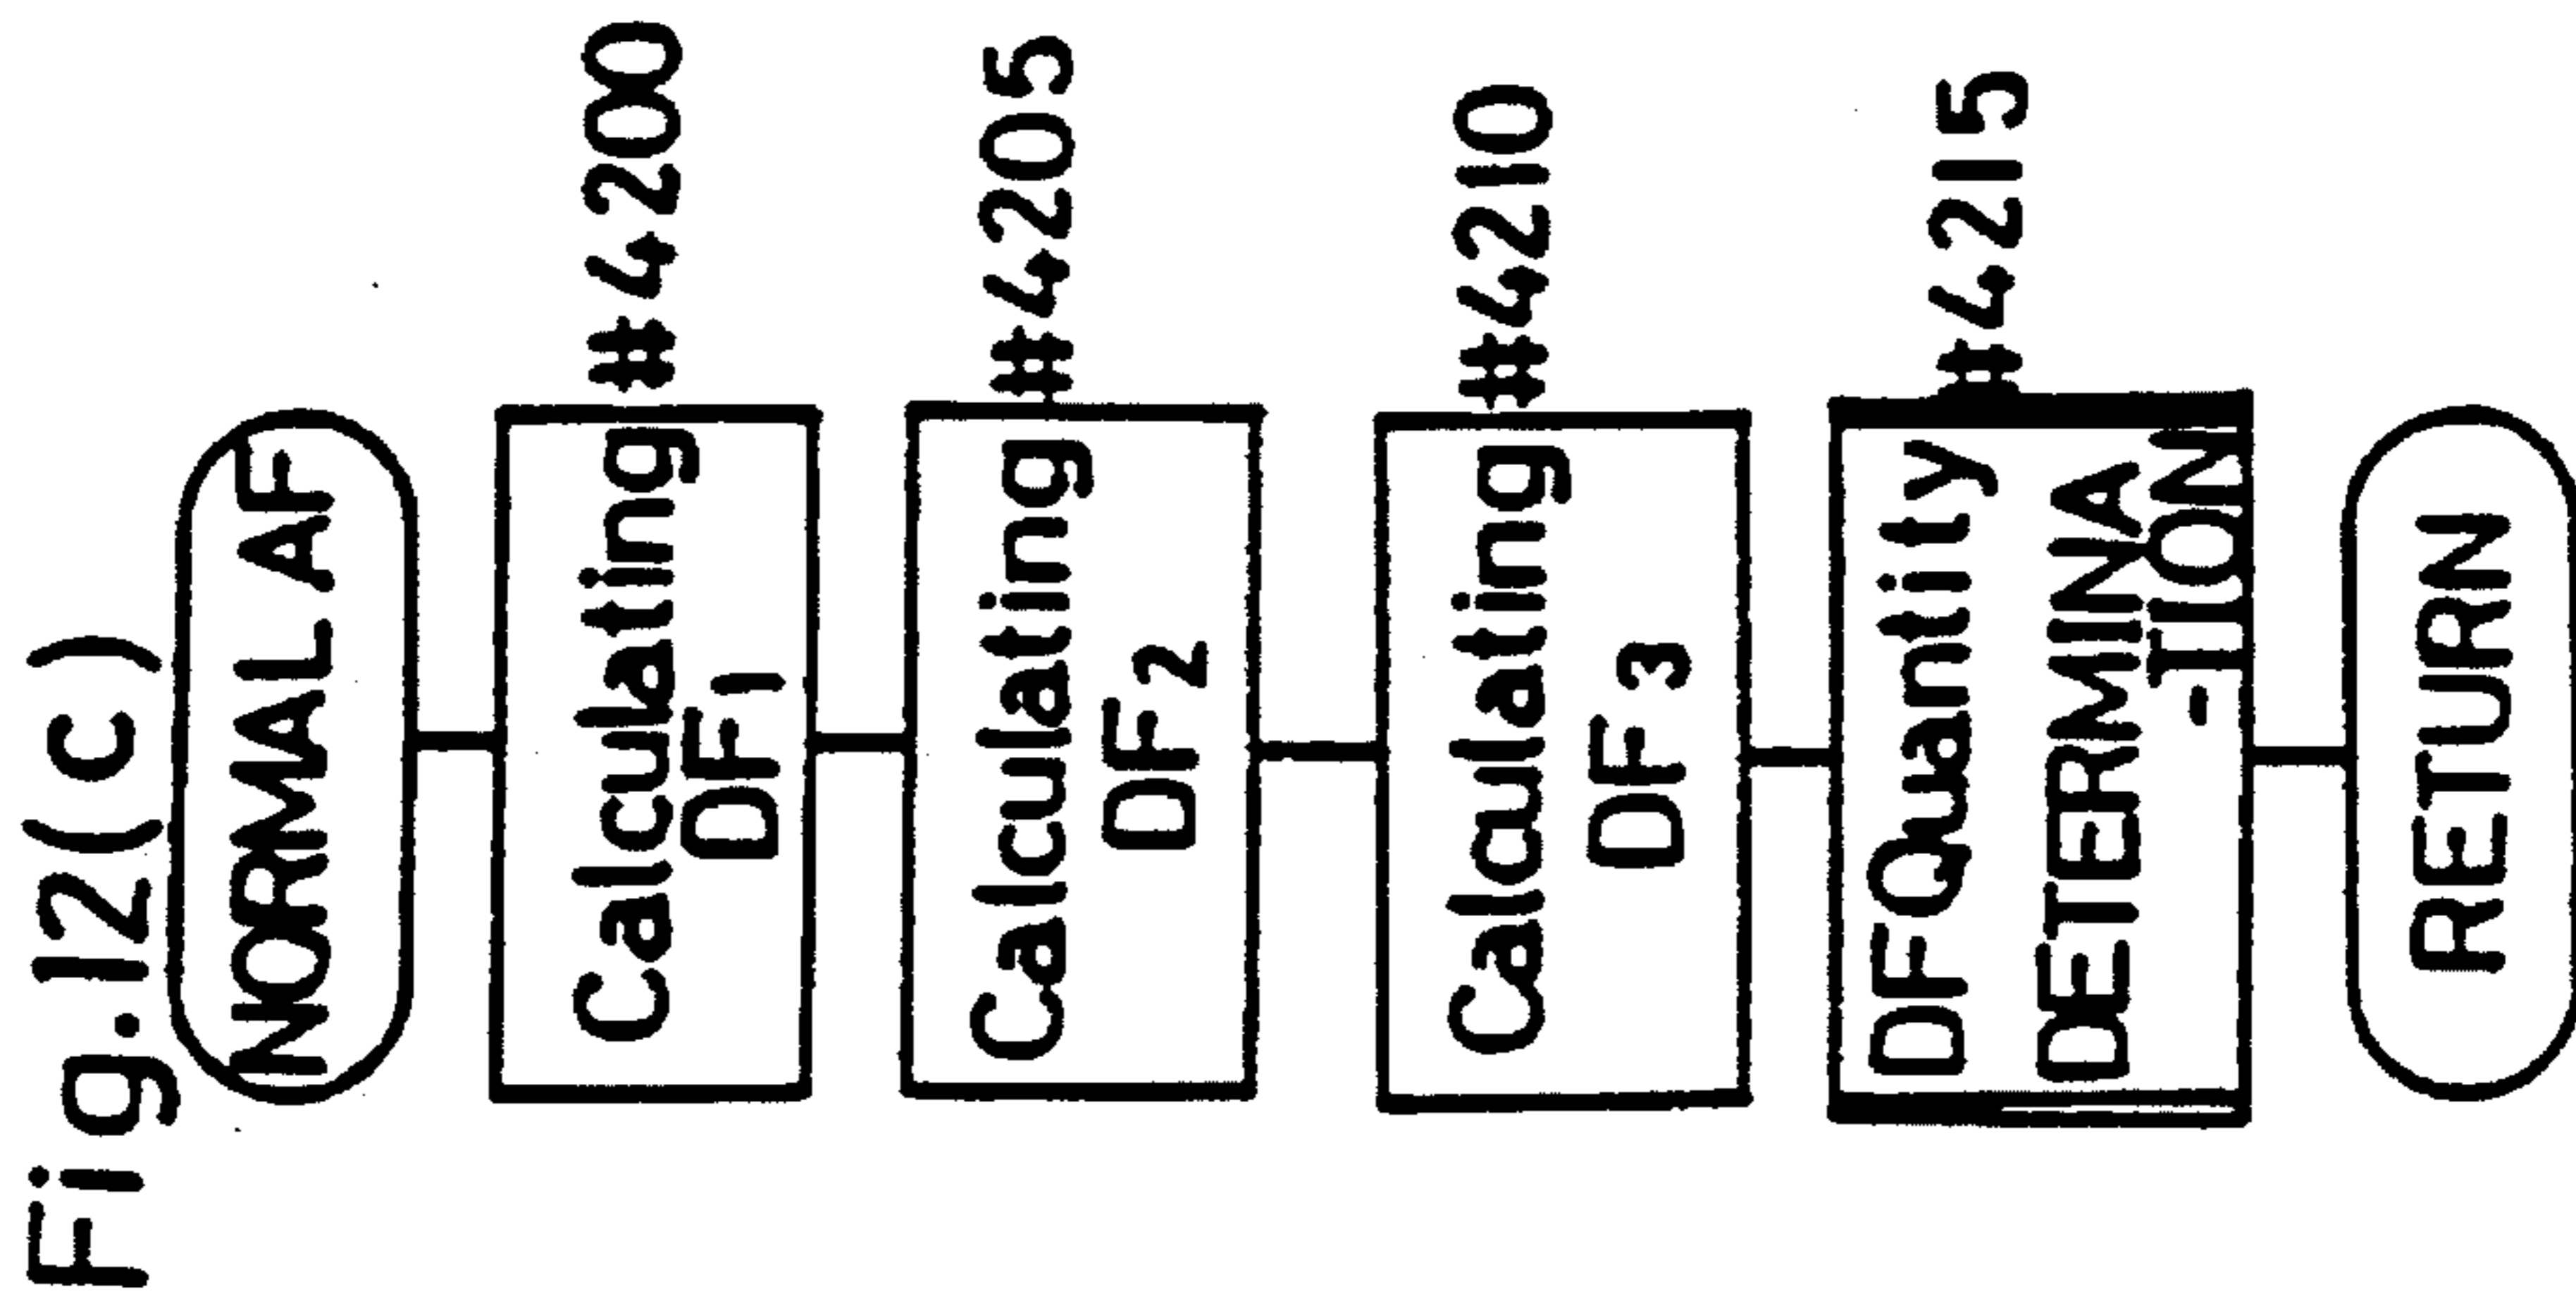 Fig.12(c)
NORMAL AF
Calculating #4200
DF1
Calculating #4205
DF2
Calculating #4210
DF3
DFQuantity #4215
DETERMINA
-TION
RETURN